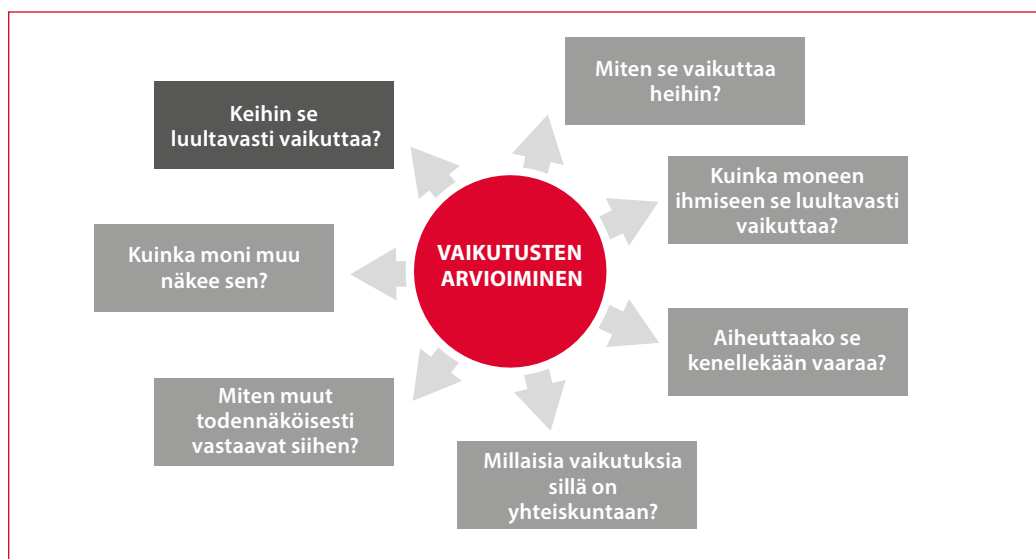 Keihin se
luultavasti vaikuttaa?
Miten se vaikuttaa
heihin?
Kuinka moneen
ihmiseen se luultavasti
vaikuttaa?
Aiheuttaako se
kenellekään vaaraa?
Millaisia vaikutuksia
sillä on
yhteiskuntaan?
Miten muut
todennäköisesti
vastaavat siihen?
Kuinka moni muu
näkee sen?
VAIKUTUSTEN
ARVIOIMINEN